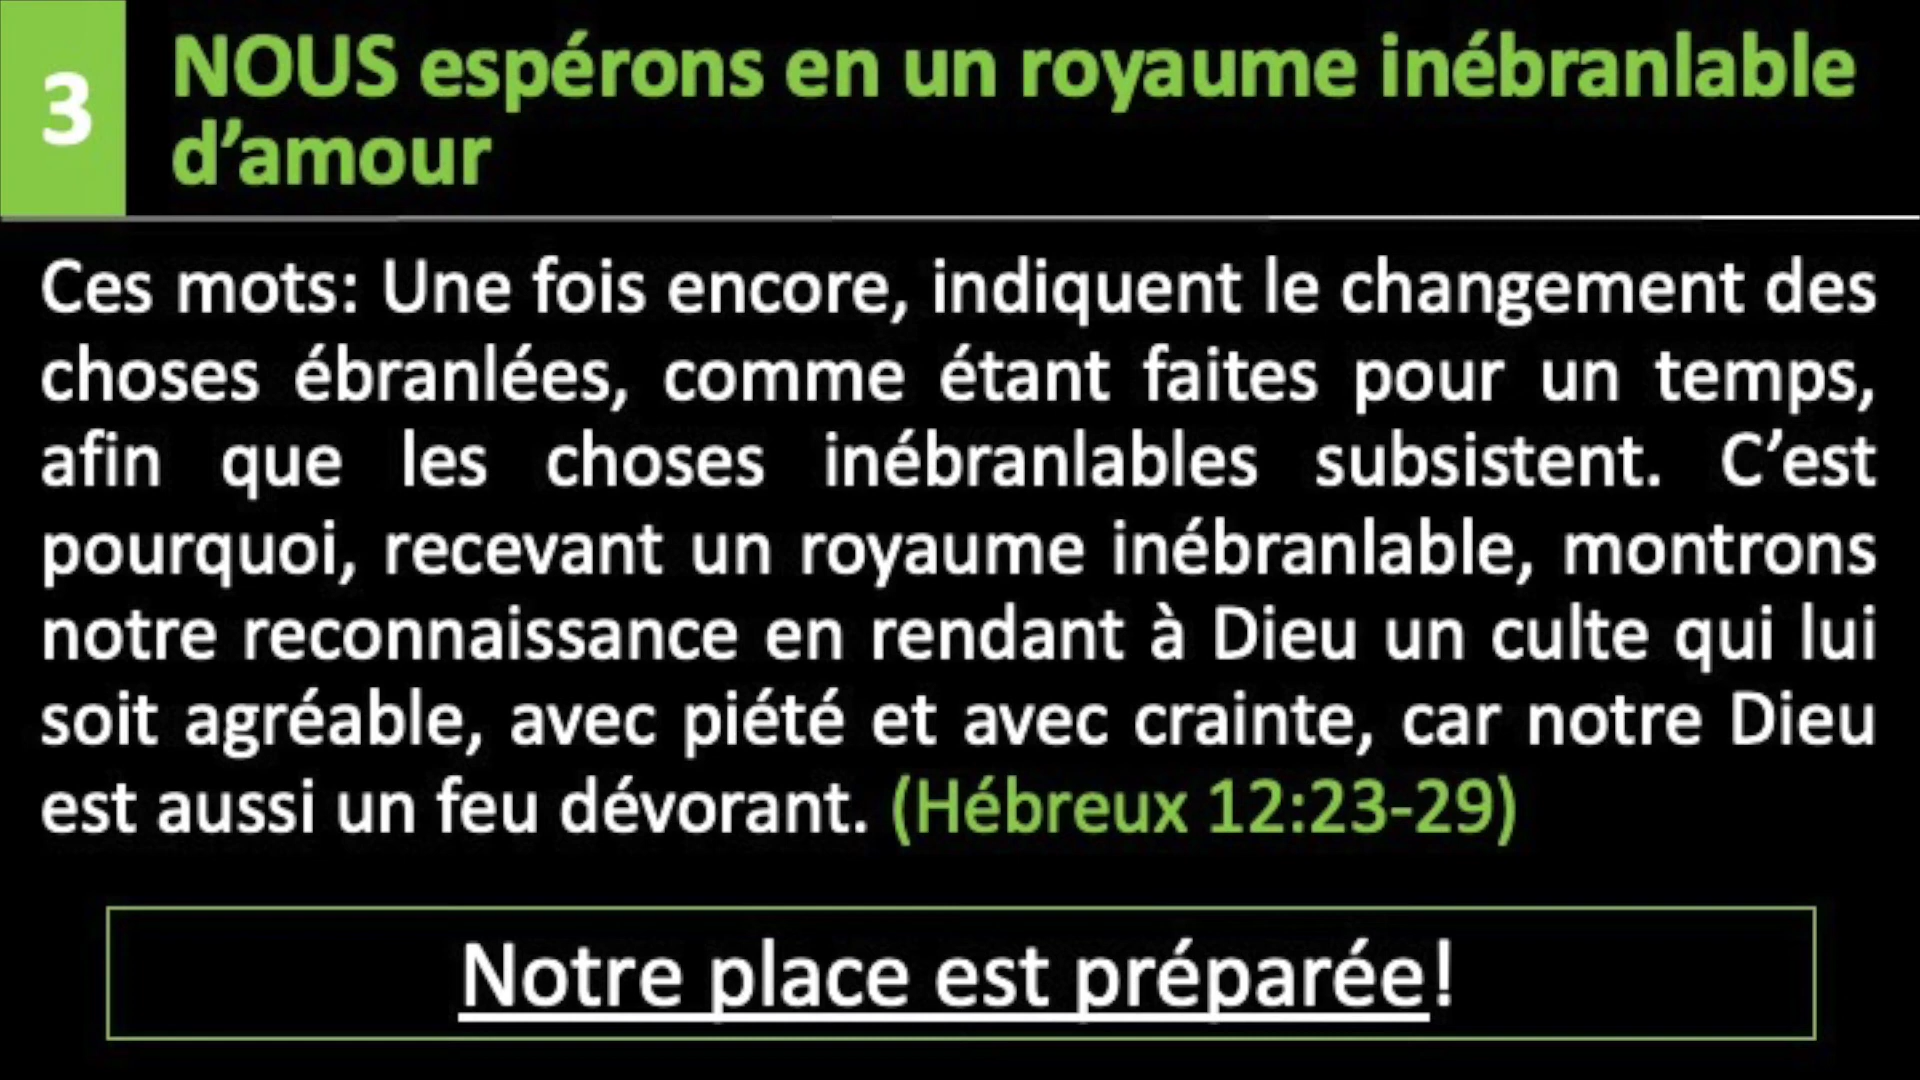 3
NOUS espérons en un royaume inébranlable
d’amour
Ces mots: Une fois encore, indiquent le changement des
choses ébranlées, comme étant faites pour un temps,
afin que les choses inébranlables subsistent. C’est
pourquoi, recevant un royaume inébranlable, montrons
notre reconnaissance en rendant à Dieu un culte qui lui
soit agréable, avec piété et avec crainte, car notre Dieu
est aussi un feu dévorant. (Hébreux 12:23-29)
Notre place est préparée!